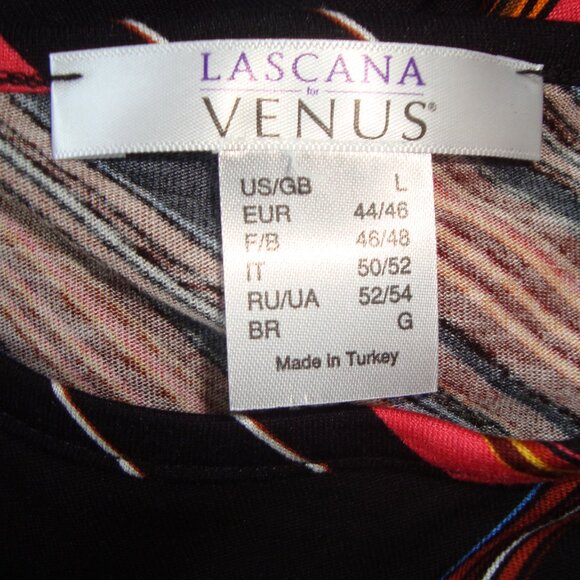 LASCANA
for
VENUS®
US/GB L
EUR 44/46
F/B 46/48
IT 50/52
RU/UA 52/54
BR G
Made in Turkey